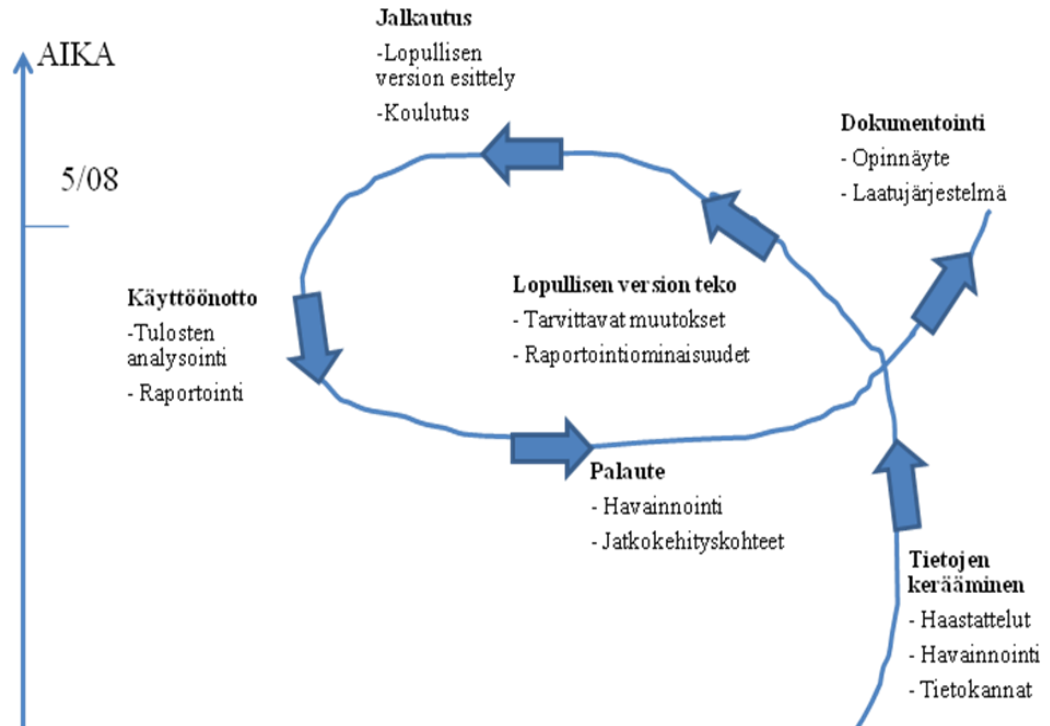 AIKA
5/08
Jalkautus
-Lopullisen
version esittely
-Koulutus
Dokumentointi
- Opinnäyte
- Laatujärjestelmä
Käyttöönotto
-Tulosten
analysointi
- Raportointi
Lopullisen version teko
- Tarvittavat muutokset
- Raportointiominaisuudet
Palaute
- Havainnointi
- Jatkokehityskohteet
Tietojen
kerääminen
- Haastattelut
- Havainnointi
- Tietokannat